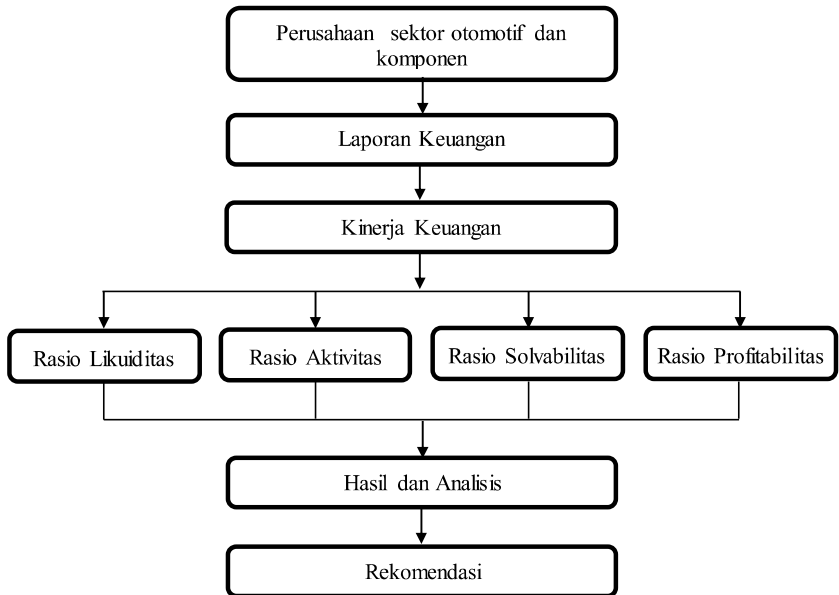 Perusahaan sektor otomotif dan
komponen
Laporan Keuangan
Kinerja Keuangan
Rasio Likuiditas
Rasio Aktivitas
Rasio Solvabilitas
Rasio Profitabilitas
Hasil dan Analisis
Rekomendasi